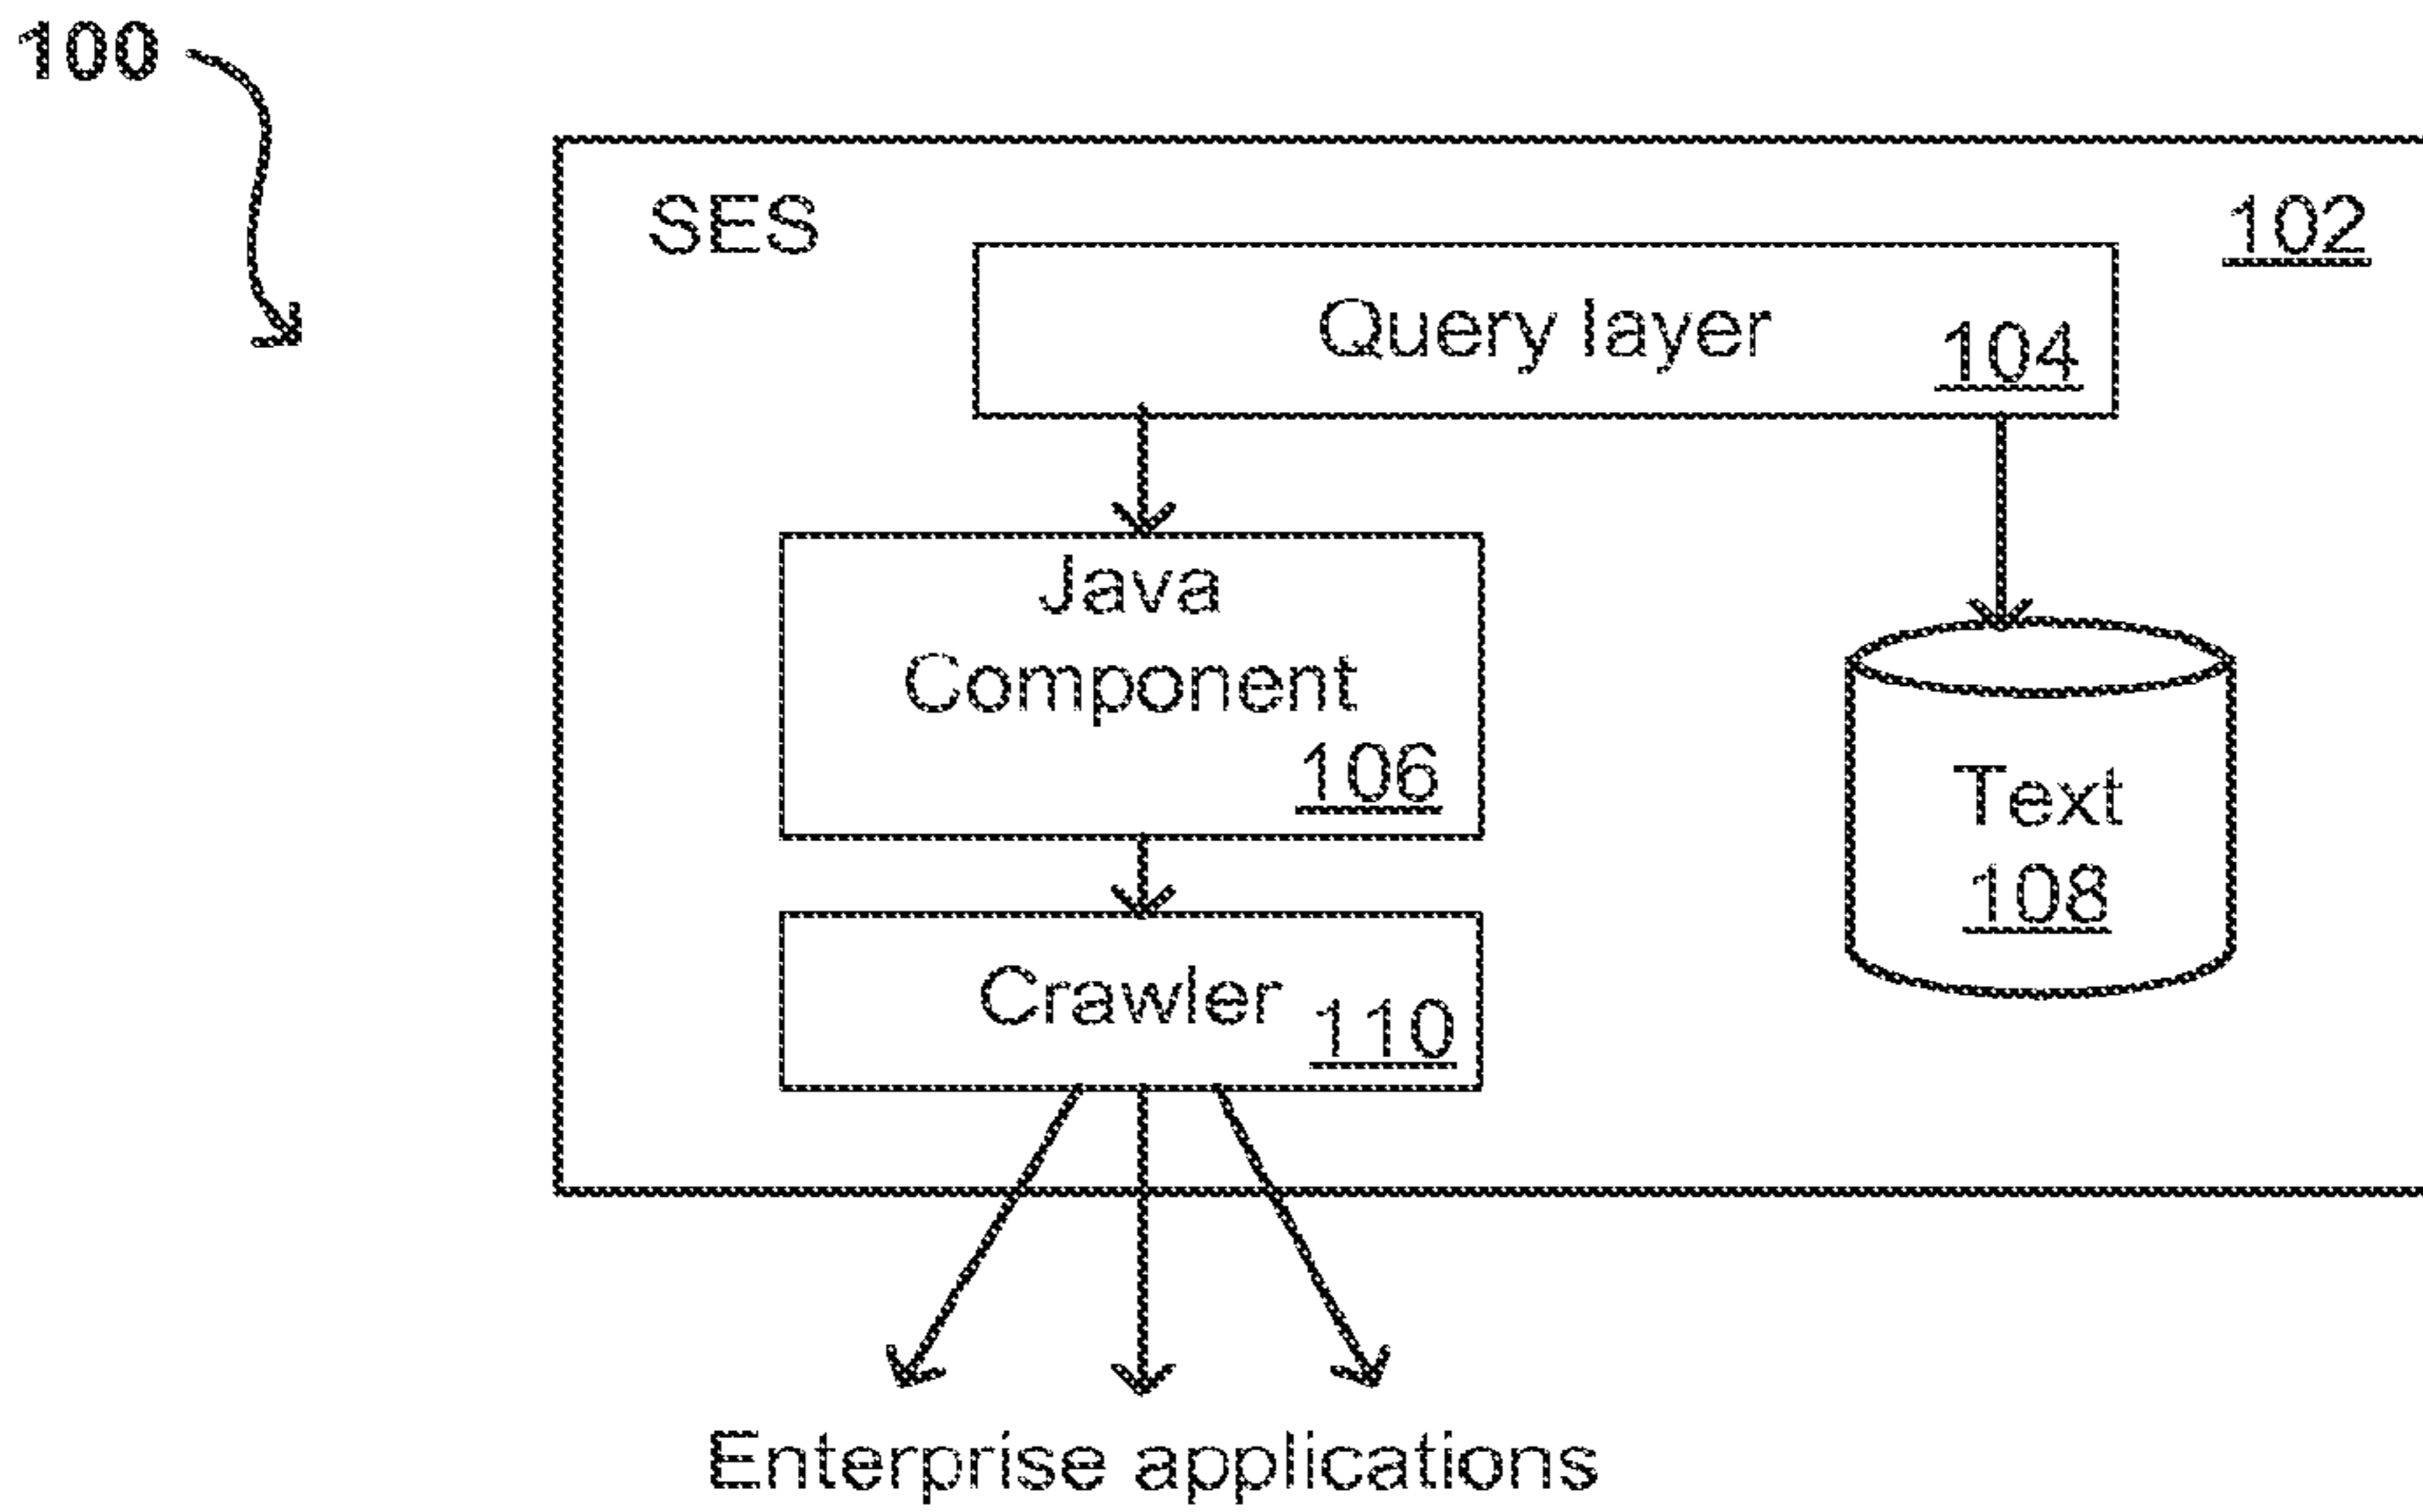 100
SES
102
Query layer
104
Java
Component
106
Text
108
Crawler
110
Enterprise applications